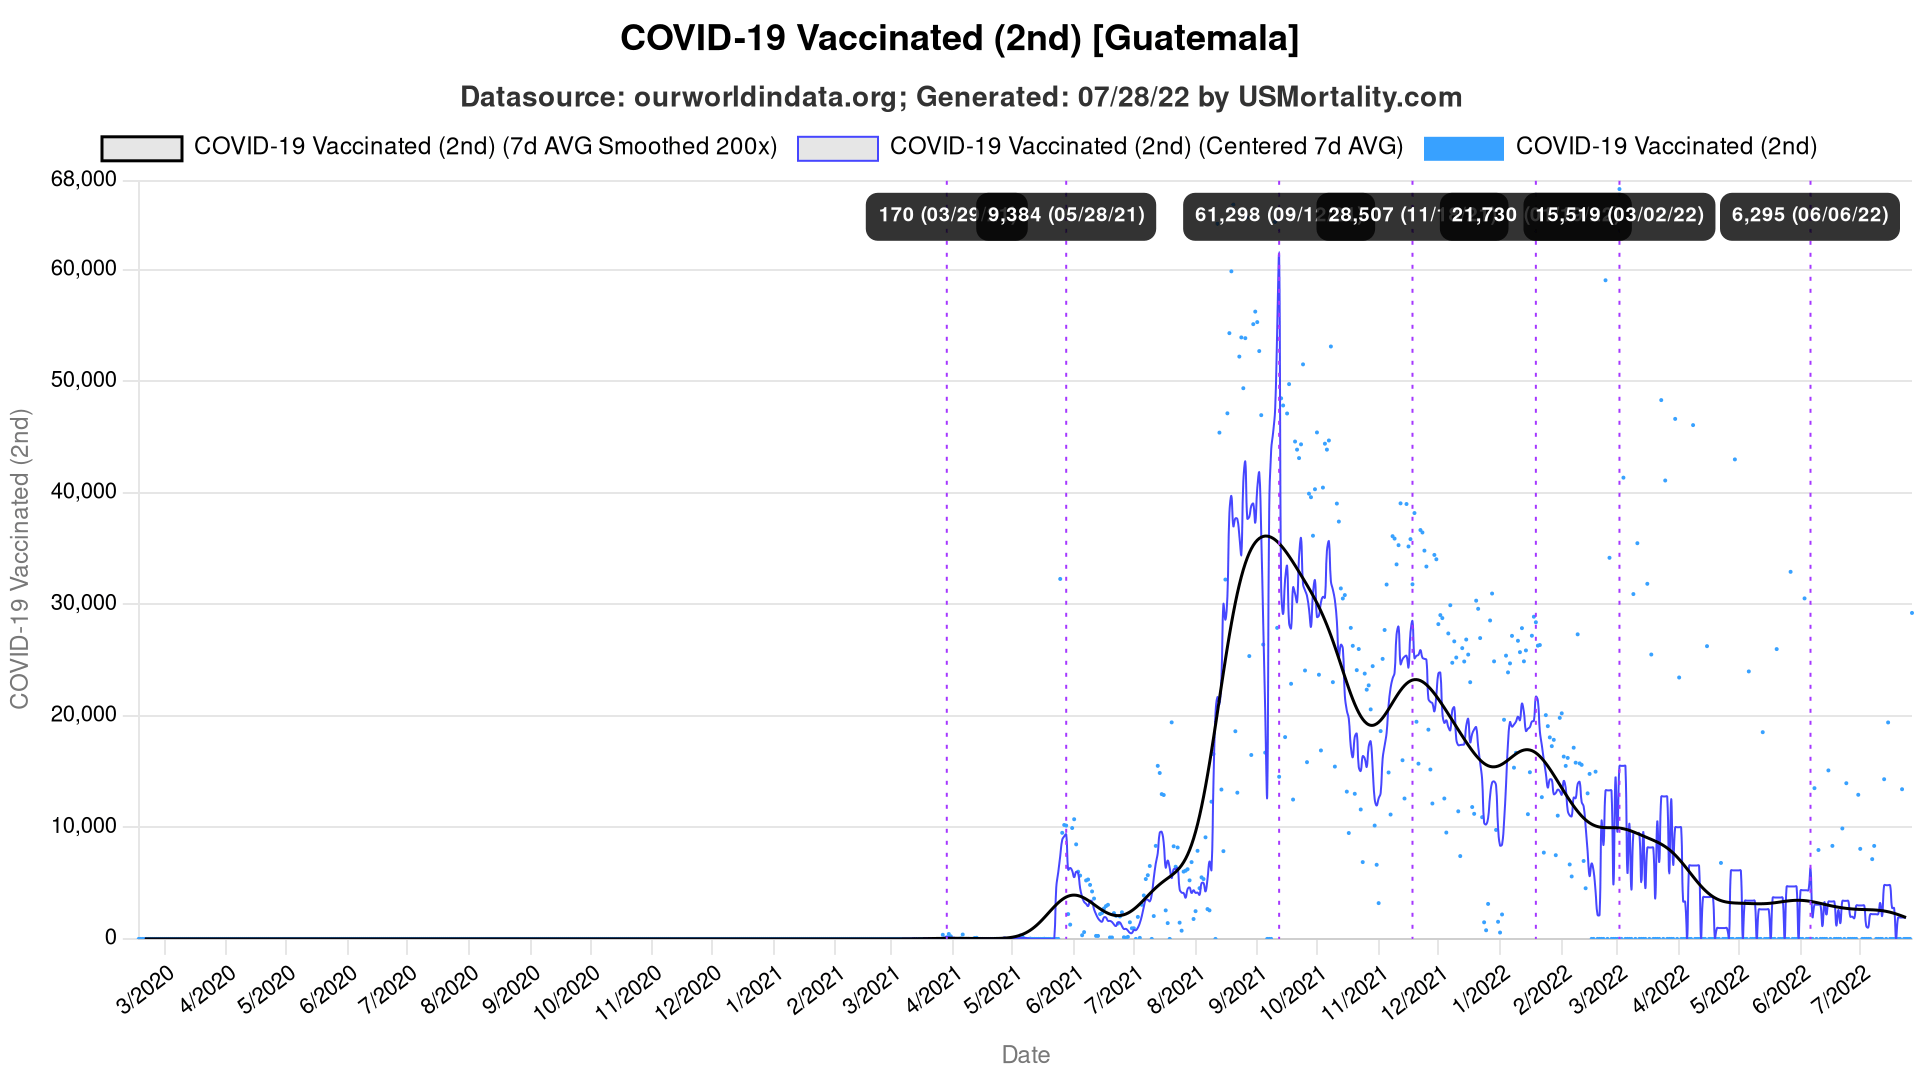 COVID-19 Vaccinated (2nd) [Guatemala]
Datasource: ourworldindata.org; Generated: 07/28/22 by USMortality.com
COVID-19 Vaccinated (2nd) (7d AVG Smoothed 200x) COVID-19 Vaccinated (2nd) (Centered 7d AVG) COVID-19 Vaccinated (2nd)
68,000
170 (03/29 9,384 (05/28/21) 61,298 (09/1 28,507 (11/1 21,730 15,519 (03/02/22) 6,295 (06/06/22)
60,000
50,000
40,000
30,000
20,000
10,000
0
COVID-19 Vaccinated (2nd)
3/2020 4/2020 5/2020 6/2020 7/2020 8/2020 9/2020 10/2020 11/2020 12/2020 1/2021 2/2021 3/2021 4/2021 5/2021 6/2021 7/2021 8/2021 9/2021 10/2021 11/2021 12/2021 1/2022 2/2022 3/2022 4/2022 5/2022 6/2022 7/2022
Date